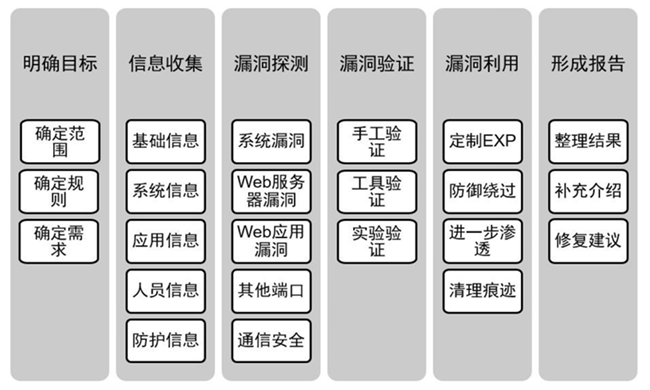 明确目标
确定范
围
确定规
则
确定需
求
信息收集
基础信息
系统信息
应用信息
人员信息
防护信息
漏洞探测
系统漏洞
Web服务
器漏洞
Web应用
漏洞
其他端口
通信安全
漏洞验证
手工验
证
工具验
证
实验验
证
漏洞利用
定制EXP
防御绕过
进一步渗
透
清理痕迹
形成报告
整理结果
补充介绍
修复建议